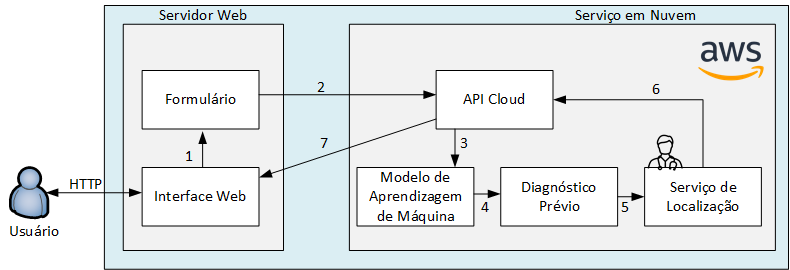 Servidor Web
Serviço em Nuvem
aws
Formulário
2
API Cloud
6
1
7
3
HTTP
Interface Web
Modelo de
Aprendizagem
de Máquina
4
Diagnóstico
Prévio
5
Serviço de
Localização
Usuário